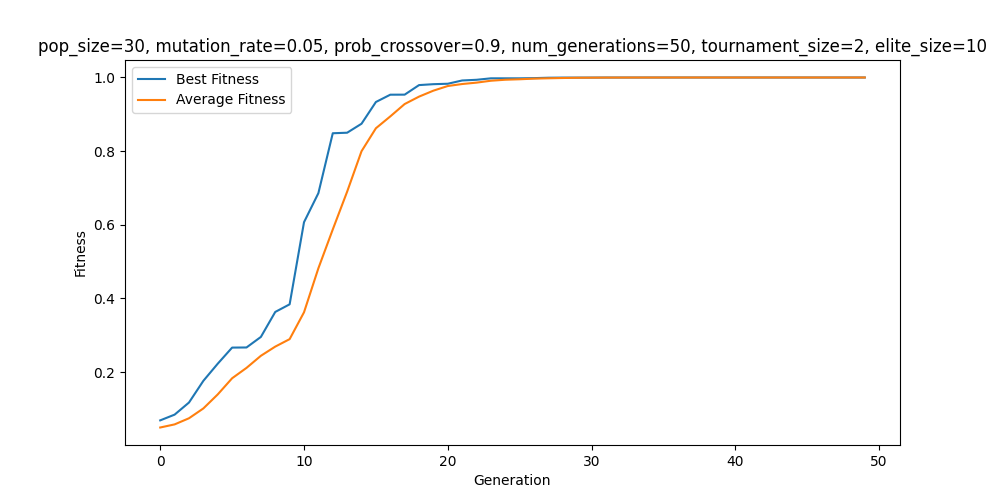 pop_size=30, mutation_rate=0.05, prob_crossover=0.9, num_generations=50, tournament_size=2, elite_size=10
Best Fitness
Average Fitness
1.0
0.8
0.6
0.4
0.2
Fitness
0 10 20 30 40 50
Generation